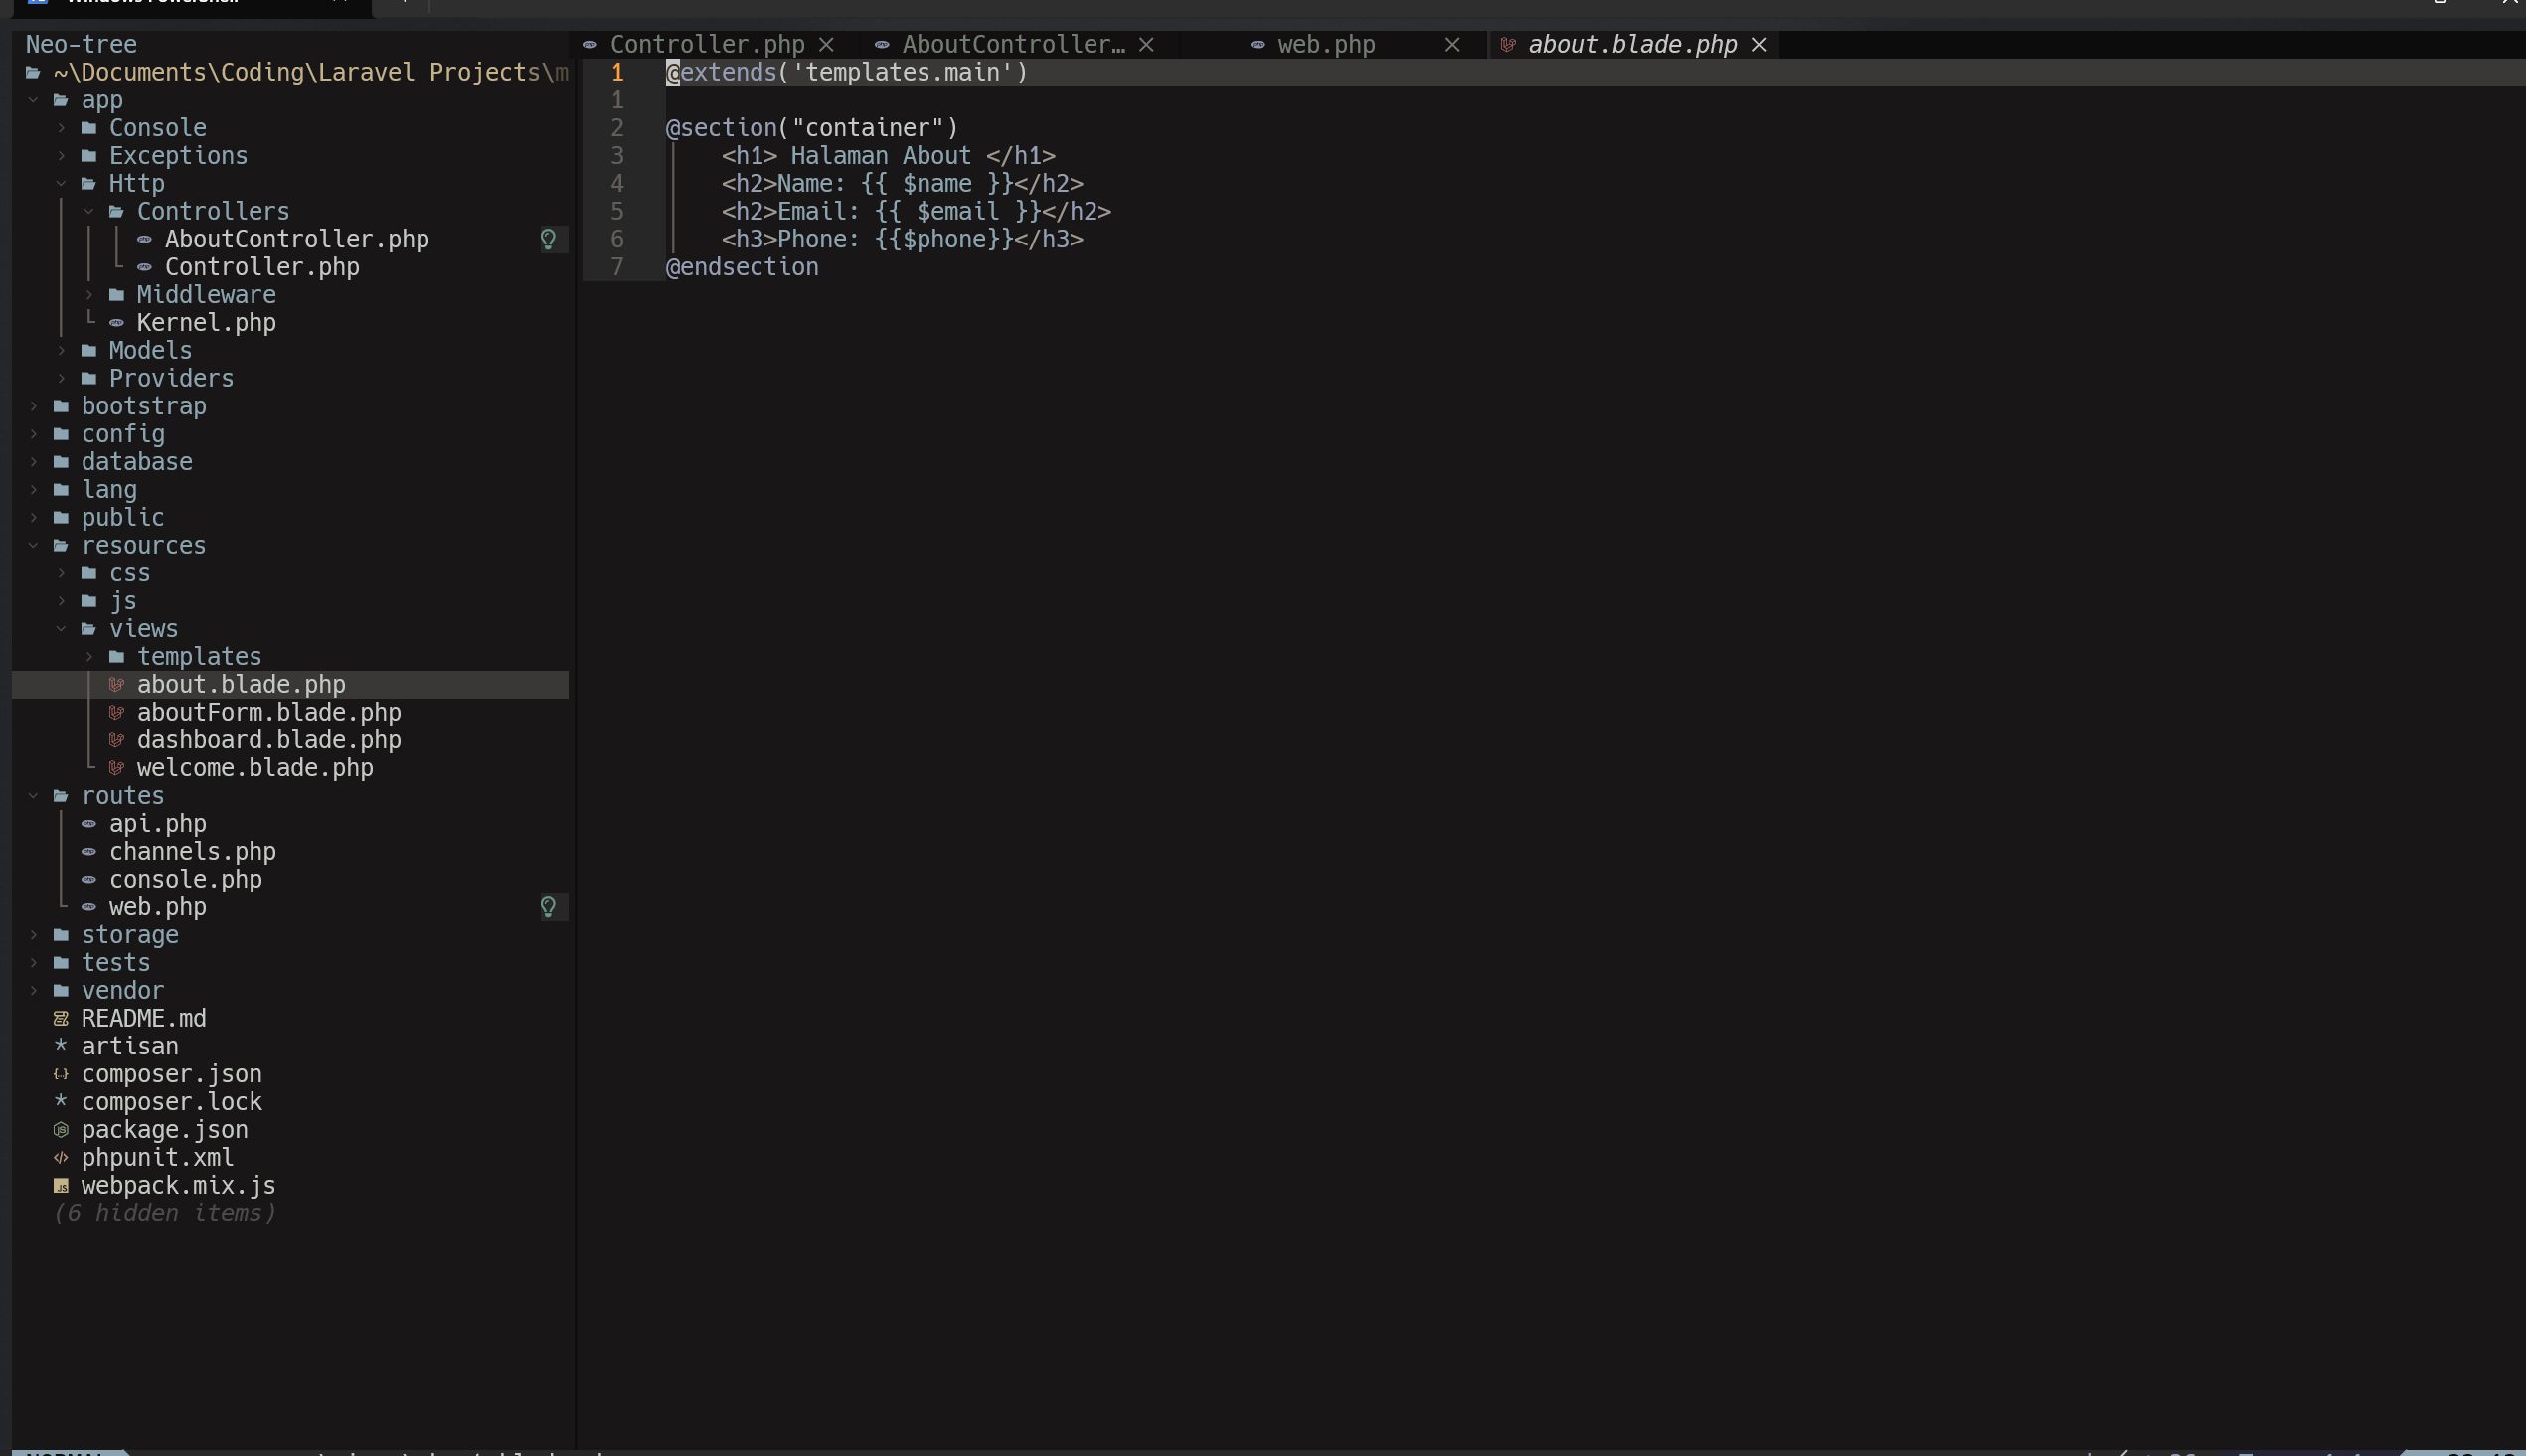 Neo-tree
~\Documents\Coding\Laravel Projects\m
app
Console
Exceptions
Http
Controllers
AboutController.php
Controller.php
Middleware
Kernel.php
Models
Providers
bootstrap
config
database
lang
public
resources
css
js
views
templates
about.blade.php
aboutForm.blade.php
dashboard.blade.php
welcome.blade.php
routes
api.php
channels.php
console.php
web.php
storage
tests
vendor
README.md
artisan
composer.json
composer.lock
package.json
phpunit.xml
webpack.mix.js
(6 hidden items)
Controller.php AboutController… web.php about.blade.php
1 @extends('templates.main')
1
2 @section("container")
3 <h1> Halaman About </h1>
4 <h2>Name: {{ $name }}</h2>
5 <h2>Email: {{ $email }}</h2>
6 <h3>Phone: {{$phone}}</h3>
7 @endsection